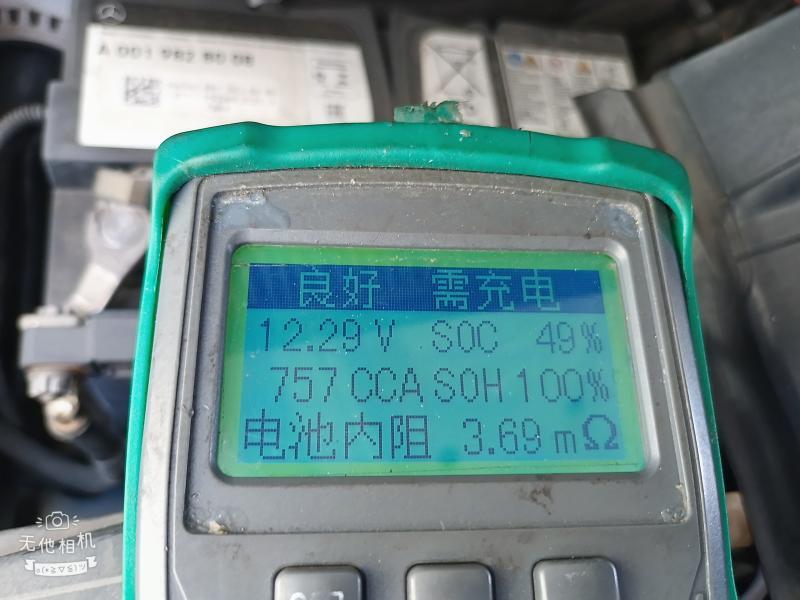 A 001 982 80 08
良好 需充电
12.29 V SOC 49%
757 CCA SOH 100%
电池内阻 3.69 mΩ
无他相机